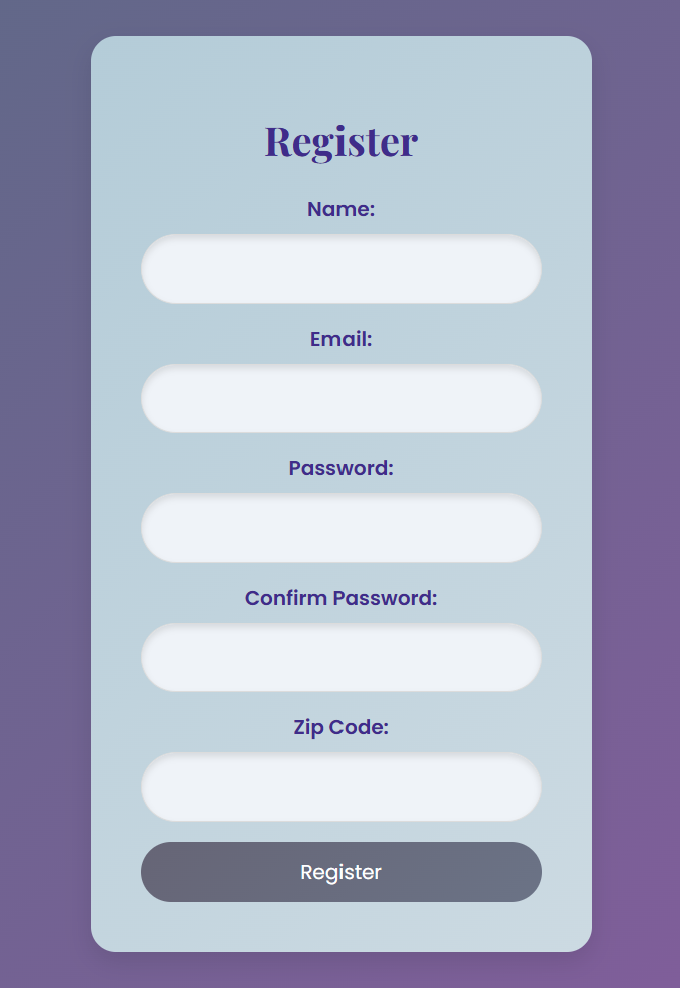 Register
Name:
Email:
Password:
Confirm Password:
Zip Code:
Register